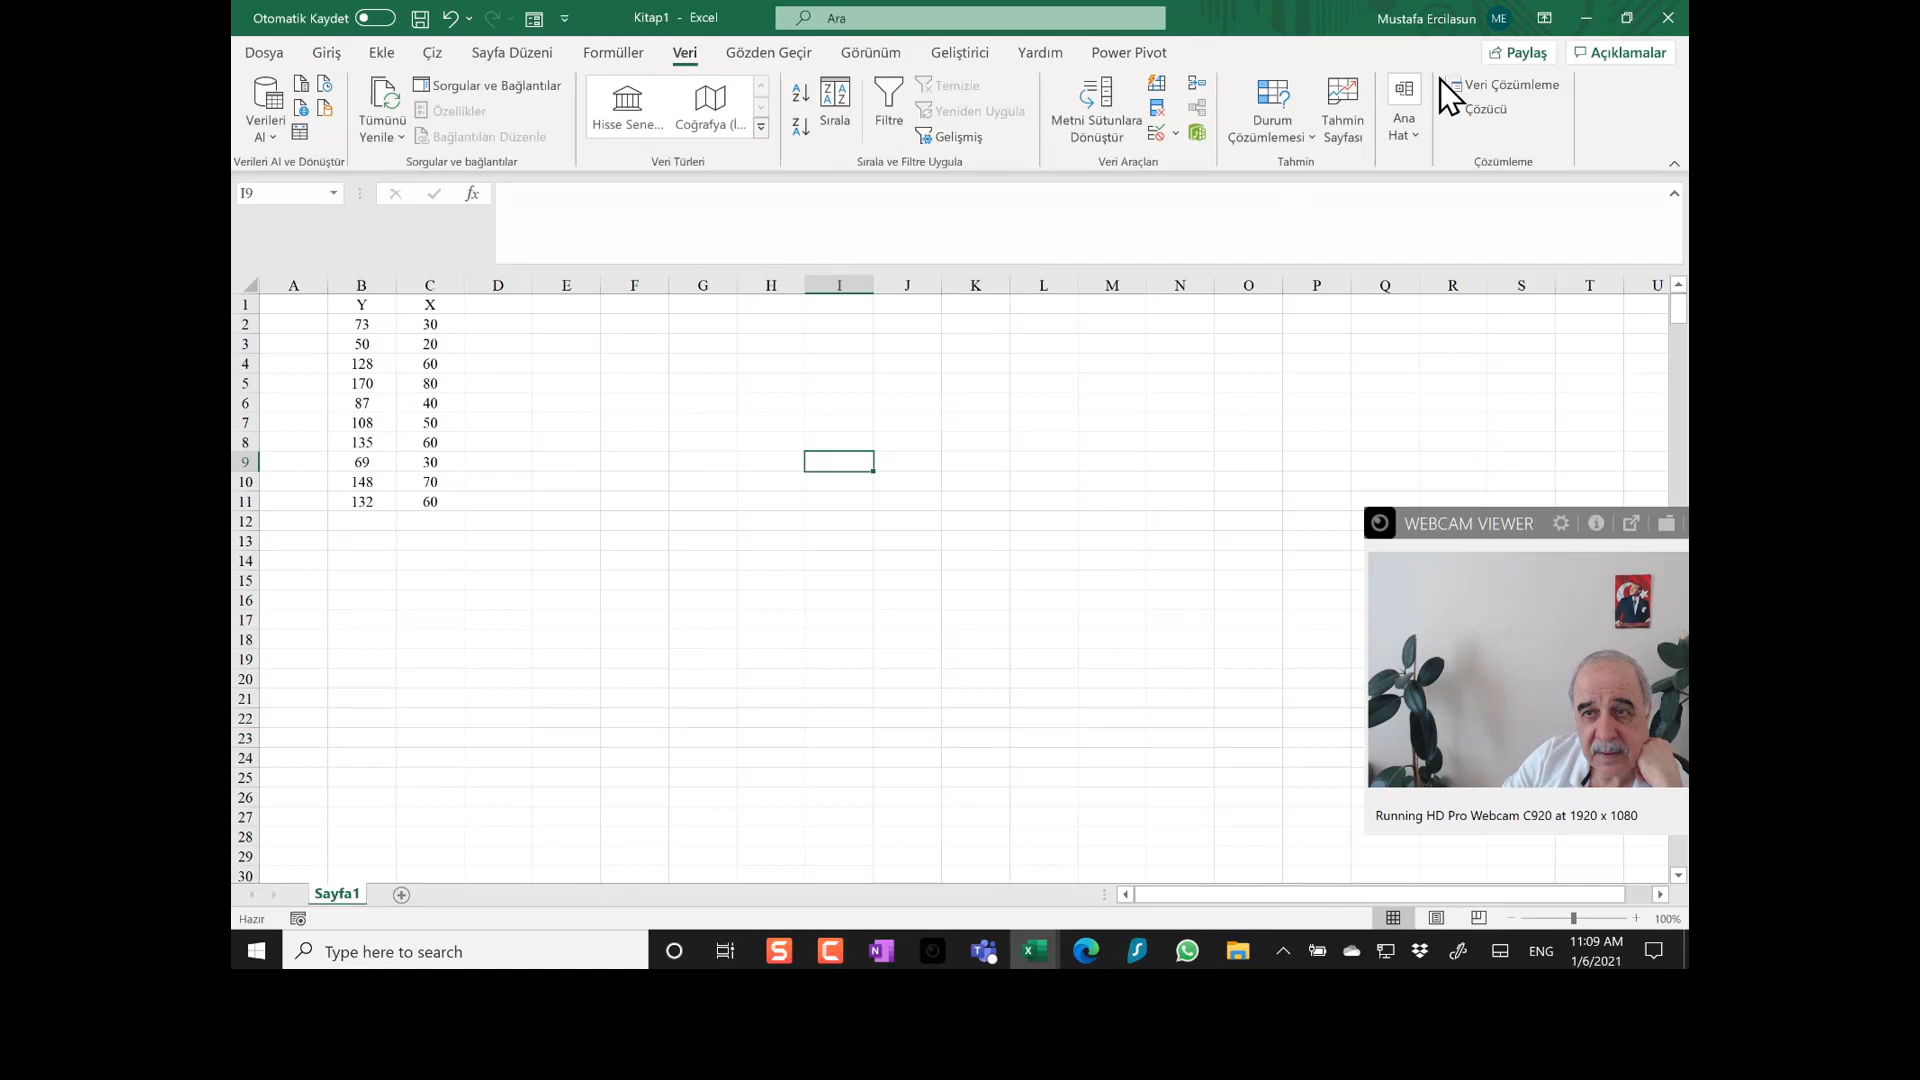 Otomatik Kaydet
Kitap1 - Excel
Ara
Mustafa Ercilasun
ME
Dosya Giriş Ekle Çiz Sayfa Düzeni Formüller Veri Gözden Geçir Görünüm Geliştirici Yardım Power Pivot Paylaş Açıklamalar
Verileri Al
Tümünü Yenile
Sorgular ve Bağlantılar
Özellikler
Bağlantıları Düzenle
Hisse Sene... Coğrafya (İ...
Sırala
Filtre
Temizle
Yeniden Uygula
Gelişmiş
Metni Sütunlara Dönüştür
Durum Çözümlemesi
Tahmin Sayfası
Ana Hat
Veri Çözümleme
Çözücü
Verileri Al ve Dönüştür Sorgular ve bağlantılar Veri Türleri Sırala ve Filtre Uygula Veri Araçları Tahmin Çözümleme
I9
fx
A B C D E F G H I J K L M N O P Q R S T U
1 Y X
2 73 30
3 50 20
4 128 60
5 170 80
6 87 40
7 108 50
8 135 60
9 69 30
10 148 70
11 132 60
12
13
14
15
16
17
18
19
20
21
22
23
24
25
26
27
28
29
30
WEBCAM VIEWER
Running HD Pro Webcam C920 at 1920 x 1080
Sayfa1
Hazır
100%
Type here to search
ENG
11:09 AM
1/6/2021